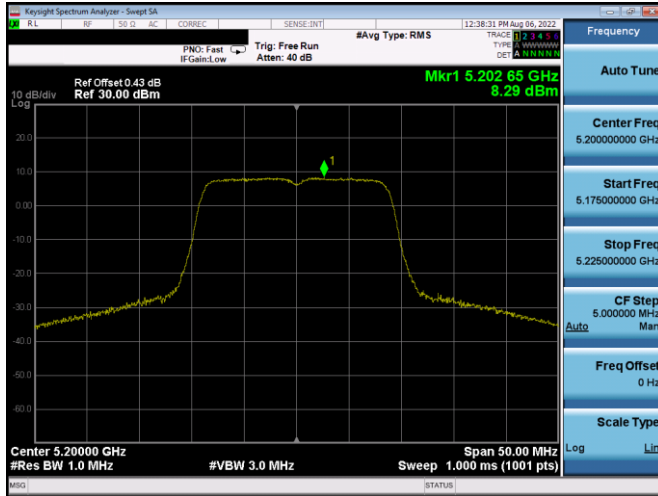 Keysight Spectrum Analyzer - Swept SA
RL RF 50 Ω AC CORREC SENSE:INT 12:38:31 PM Aug 06, 2022
#Avg Type: RMS
TRACE 1 2 3 4 5 6
TYPE A WWWWW
DET A N N N N N
PNO: Fast Trig: Free Run
IFGain:Low Atten: 40 dB
Mkr1 5.202 65 GHz
8.29 dBm
Ref Offset 0.43 dB
10 dB/div Ref 30.00 dBm
Log
20.0
10.0
0.00
-10.0
-20.0
-30.0
-40.0
-50.0
-60.0
1
Center 5.20000 GHz Span 50.00 MHz
#Res BW 1.0 MHz #VBW 3.0 MHz Sweep 1.000 ms (1001 pts)
MSG STATUS
Frequency
Auto Tune
Center Freq
5.200000000 GHz
Start Freq
5.175000000 GHz
Stop Freq
5.225000000 GHz
CF Step
5.000000 MHz
Auto Man
Freq Offset
0 Hz
Scale Type
Log Lin